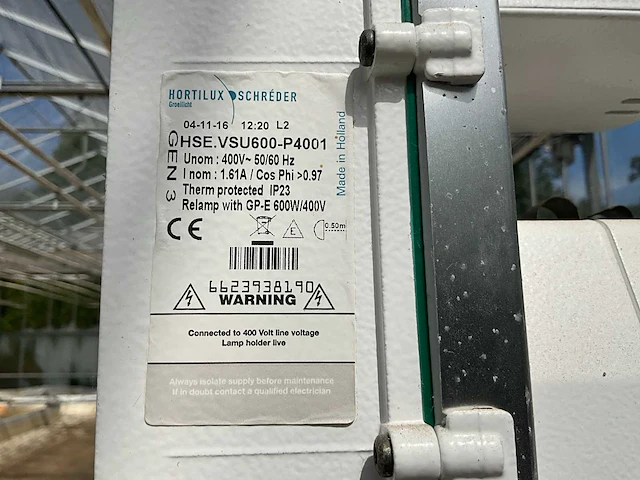 HORTILUX SCHRÉDER
Groeilicht
04-11-16 12:20 L2
HSE.VSU600-P4001
GEN 3
Unom : 400V~ 50/60 Hz
I nom : 1.61A / Cos Phi >0.97
Therm protected IP23
Relamp with GP-E 600W/400V
Made in Holland
CE
E
0.50m
6623938190
WARNING
Connected to 400 Volt line voltage
Lamp holder live
Always isolate supply before maintenance
If in doubt contact a qualified electrician